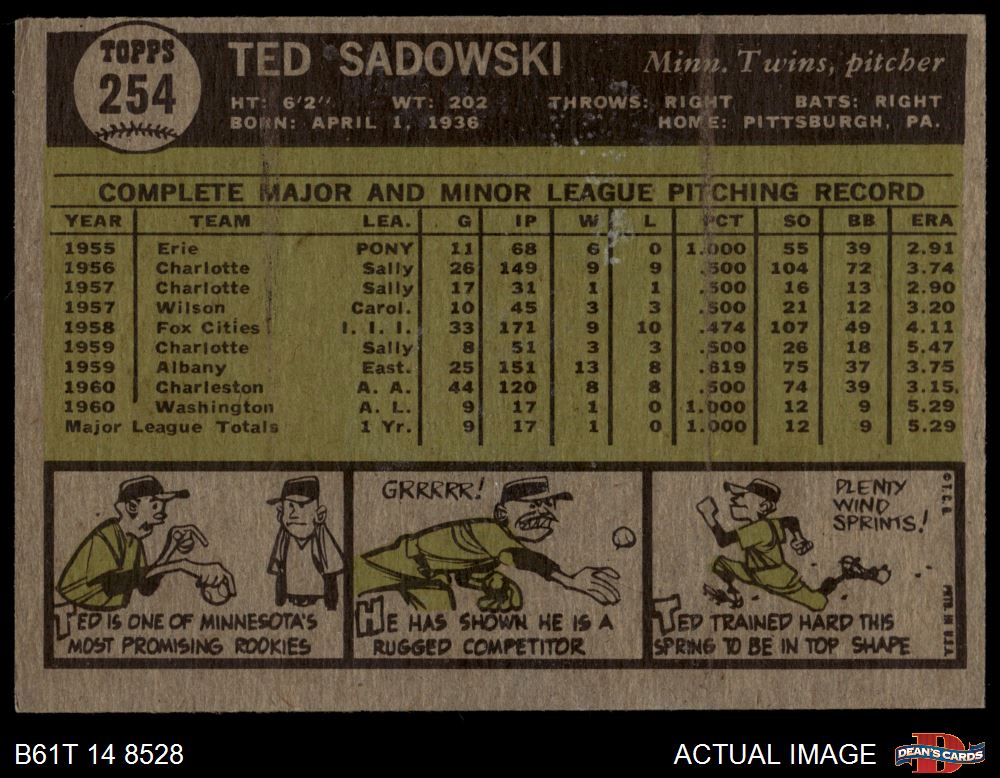 TOPPS
254
TED SADOWSKI
Minn. Twins, pitcher
HT: 6'2" WT: 202 THROWS: RIGHT BATS: RIGHT
BORN: APRIL 1, 1936 HOME: PITTSBURGH, PA.
COMPLETE MAJOR AND MINOR LEAGUE PITCHING RECORD
YEAR TEAM LEA. G IP W L PCT SO BB ERA
1955 Erie PONY 11 68 6 0 1.000 55 39 2.91
1956 Charlotte Sally 26 149 9 9 .500 104 72 3.74
1957 Charlotte Sally 17 31 1 1 .500 16 13 2.90
1957 Wilson Carol. 10 45 3 3 .500 21 12 3.20
1958 Fox Cities I. I. I. 33 171 9 10 .474 107 49 4.11
1959 Charlotte Sally 8 51 3 3 .500 26 18 5.47
1959 Albany East. 25 151 13 8 .619 75 37 3.75
1960 Charleston A. A. 44 120 8 8 .500 74 39 3.15
1960 Washington A. L. 9 17 1 0 1.000 12 9 5.29
Major League Totals 1 Yr. 9 17 1 0 1.000 12 9 5.29
TED IS ONE OF MINNESOTA'S
MOST PROMISING ROOKIES
GRRRRR!
HE HAS SHOWN HE IS A
RUGGED COMPETITOR
PLENTY
WIND
SPRINTS!
TED TRAINED HARD THIS
SPRING TO BE IN TOP SHAPE
© T.C.G. PRTD. IN U.S.A.
B61T 14 8528
ACTUAL IMAGE
DEAN'S CARDS